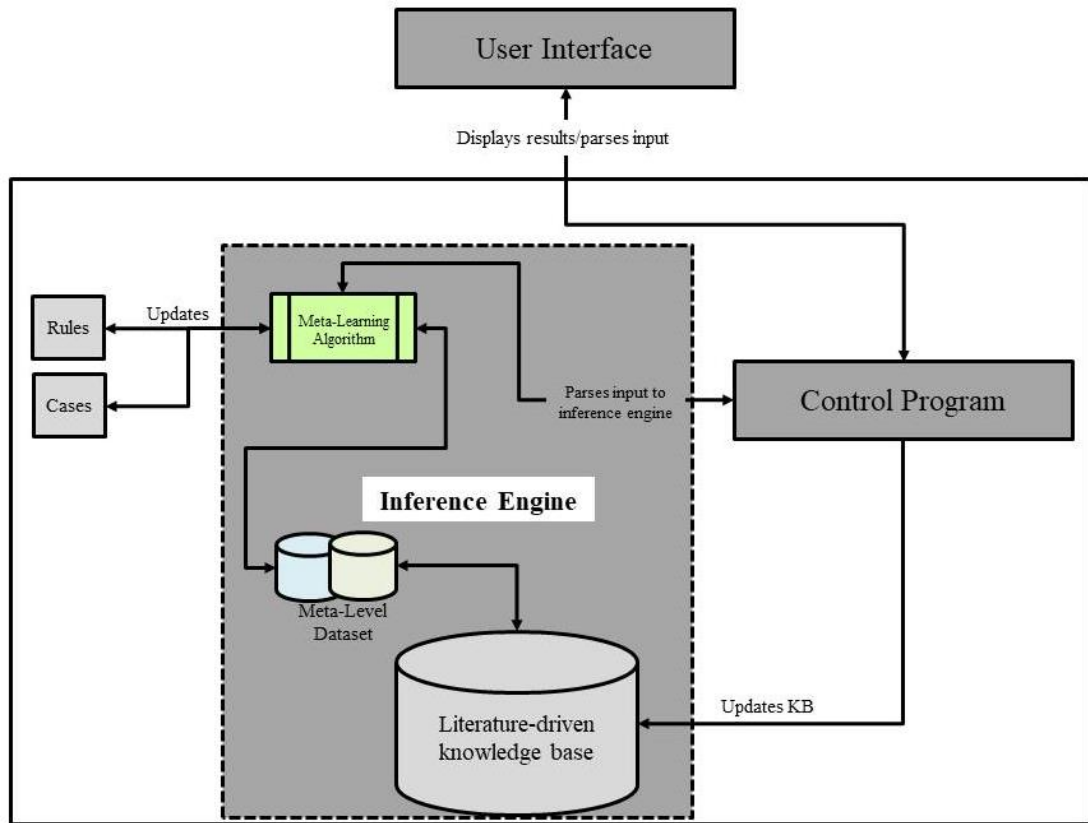 User Interface
Displays results/parses input
Meta-Learning
Algorithm
Updates
Rules
Cases
Parses input to
inference engine
Control Program
Inference Engine
Meta-Level
Dataset
Literature-driven
knowledge base
Updates KB